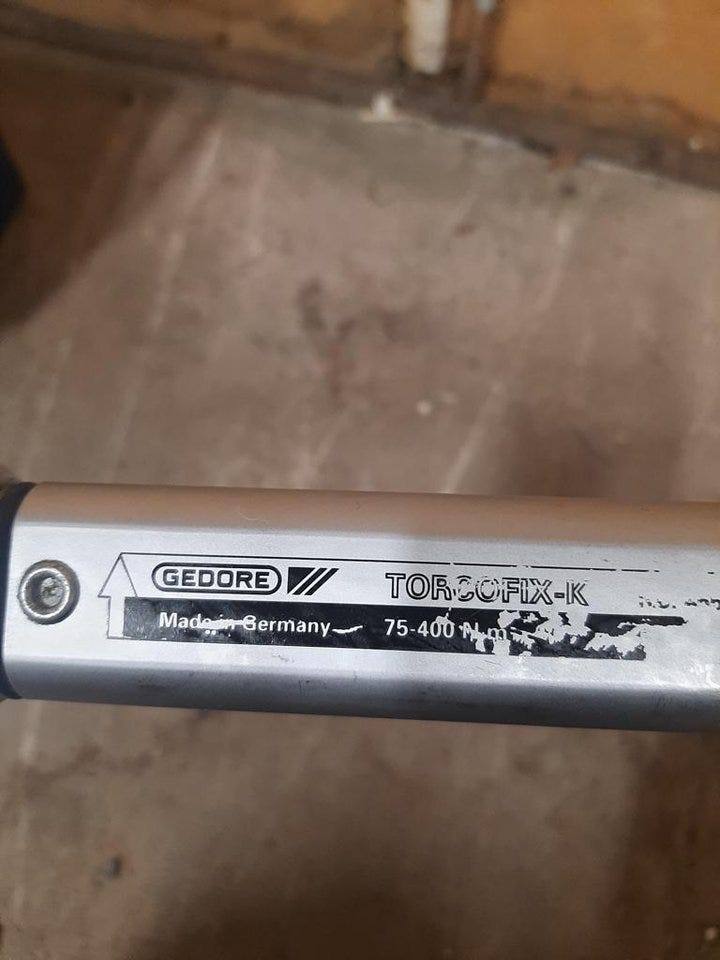 GEDORE TORCOFIX-K
Made in Germany 75-400 N·m